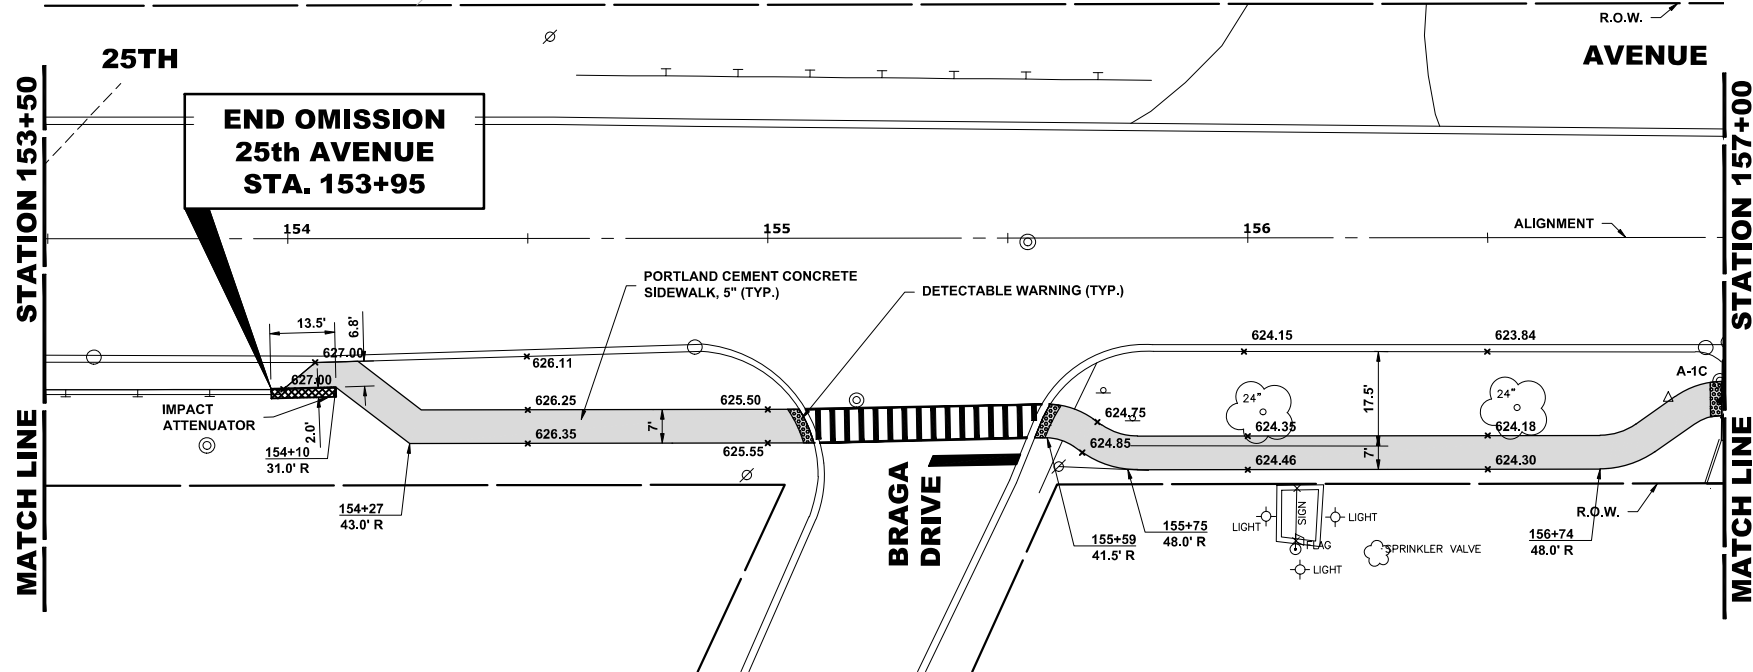 R.O.W.
25TH
AVENUE
MATCH LINE STATION 153+50
END OMISSION
25th AVENUE
STA. 153+95
154
155
156
ALIGNMENT
PORTLAND CEMENT CONCRETE
SIDEWALK, 5" (TYP.)
DETECTABLE WARNING (TYP.)
13.5'
6.8'
627.00
626.11
624.15
623.84
627.00
A-1C
IMPACT
ATTENUATOR
2.0'
626.25
625.50
7'
626.35
625.55
624.75
624.85
24"
24"
17.5'
624.35
624.18
7'
624.46
624.30
154+10
31.0' R
154+27
43.0' R
BRAGA
DRIVE
155+59
41.5' R
155+75
48.0' R
LIGHT
SIGN
LIGHT
FLAG
LIGHT
SPRINKLER VALVE
156+74
48.0' R
R.O.W.
MATCH LINE STATION 157+00